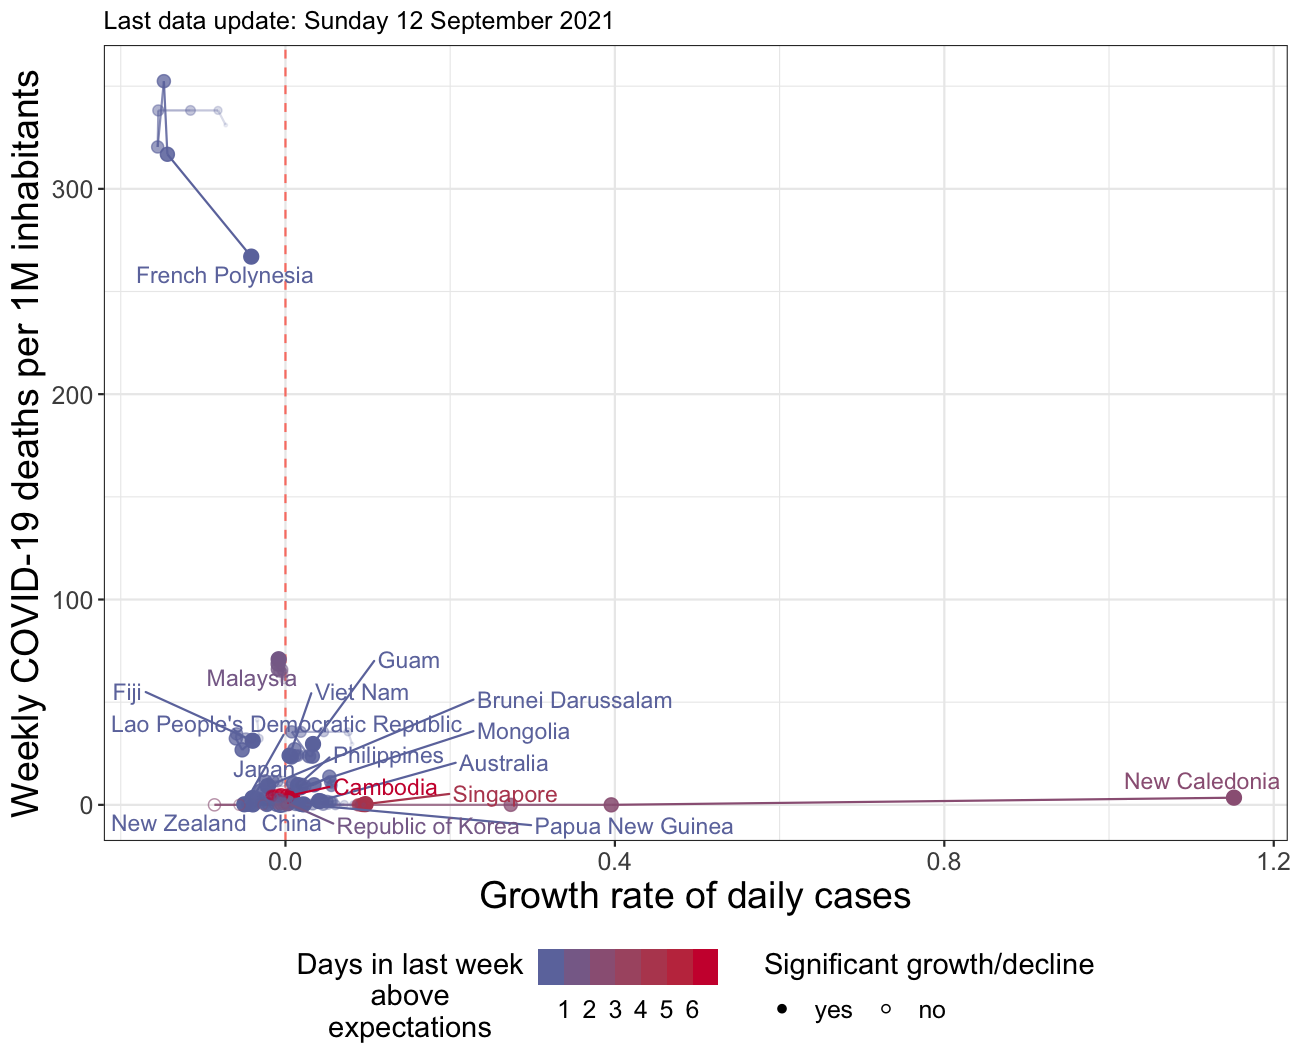 Last data update: Sunday 12 September 2021
Weekly COVID-19 deaths per 1M inhabitants
300
200
100
0
French Polynesia
Guam
Malaysia
Fiji
Viet Nam
Brunei Darussalam
Lao People's Democratic Republic
Mongolia
Philippines
Japan
Australia
Cambodia
New Caledonia
Singapore
New Zealand
China
Republic of Korea
Papua New Guinea
0.0
0.4
0.8
1.2
Growth rate of daily cases
Days in last week
above
expectations
1 2 3 4 5 6
Significant growth/decline
yes
no